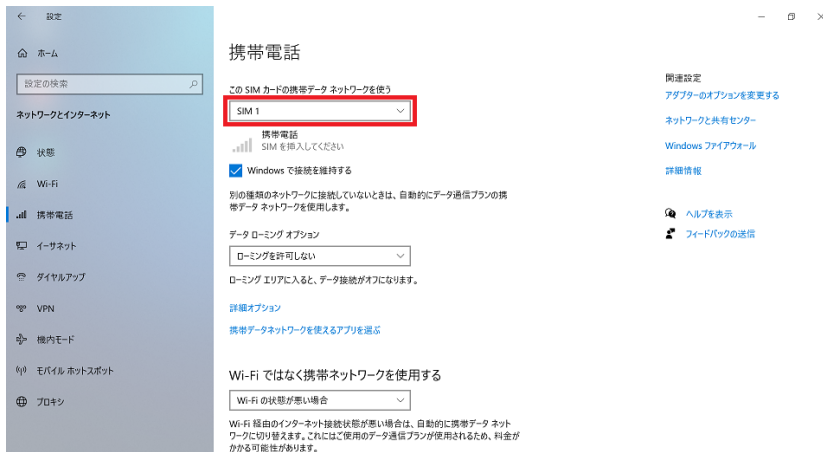 設定
ホーム
設定の検索
ネットワークとインターネット
状態
Wi-Fi
携帯電話
イーサネット
ダイヤルアップ
VPN
機内モード
モバイル ホットスポット
プロキシ
携帯電話
この SIM カードの携帯データ ネットワークを使う
SIM 1
携帯電話
SIM を挿入してください
Windows で接続を維持する
別の種類のネットワークに接続していないときは、自動的にデータ通信プランの携
帯データ ネットワークを使用します。
データ ローミング オプション
ローミングを許可しない
ローミング エリアに入ると、データ接続がオフになります。
詳細オプション
携帯データネットワークを使えるアプリを選ぶ
Wi-Fi ではなく携帯ネットワークを使用する
Wi-Fi の状態が悪い場合
Wi-Fi 経由のインターネット接続状態が悪い場合は、自動的に携帯データ ネット
ワークに切り替えます。これにはご使用のデータ通信プランが使用されるため、料金が
かかる可能性があります。
関連設定
アダプターのオプションを変更する
ネットワークと共有センター
Windows ファイアウォール
詳細情報
ヘルプを表示
フィードバックの送信